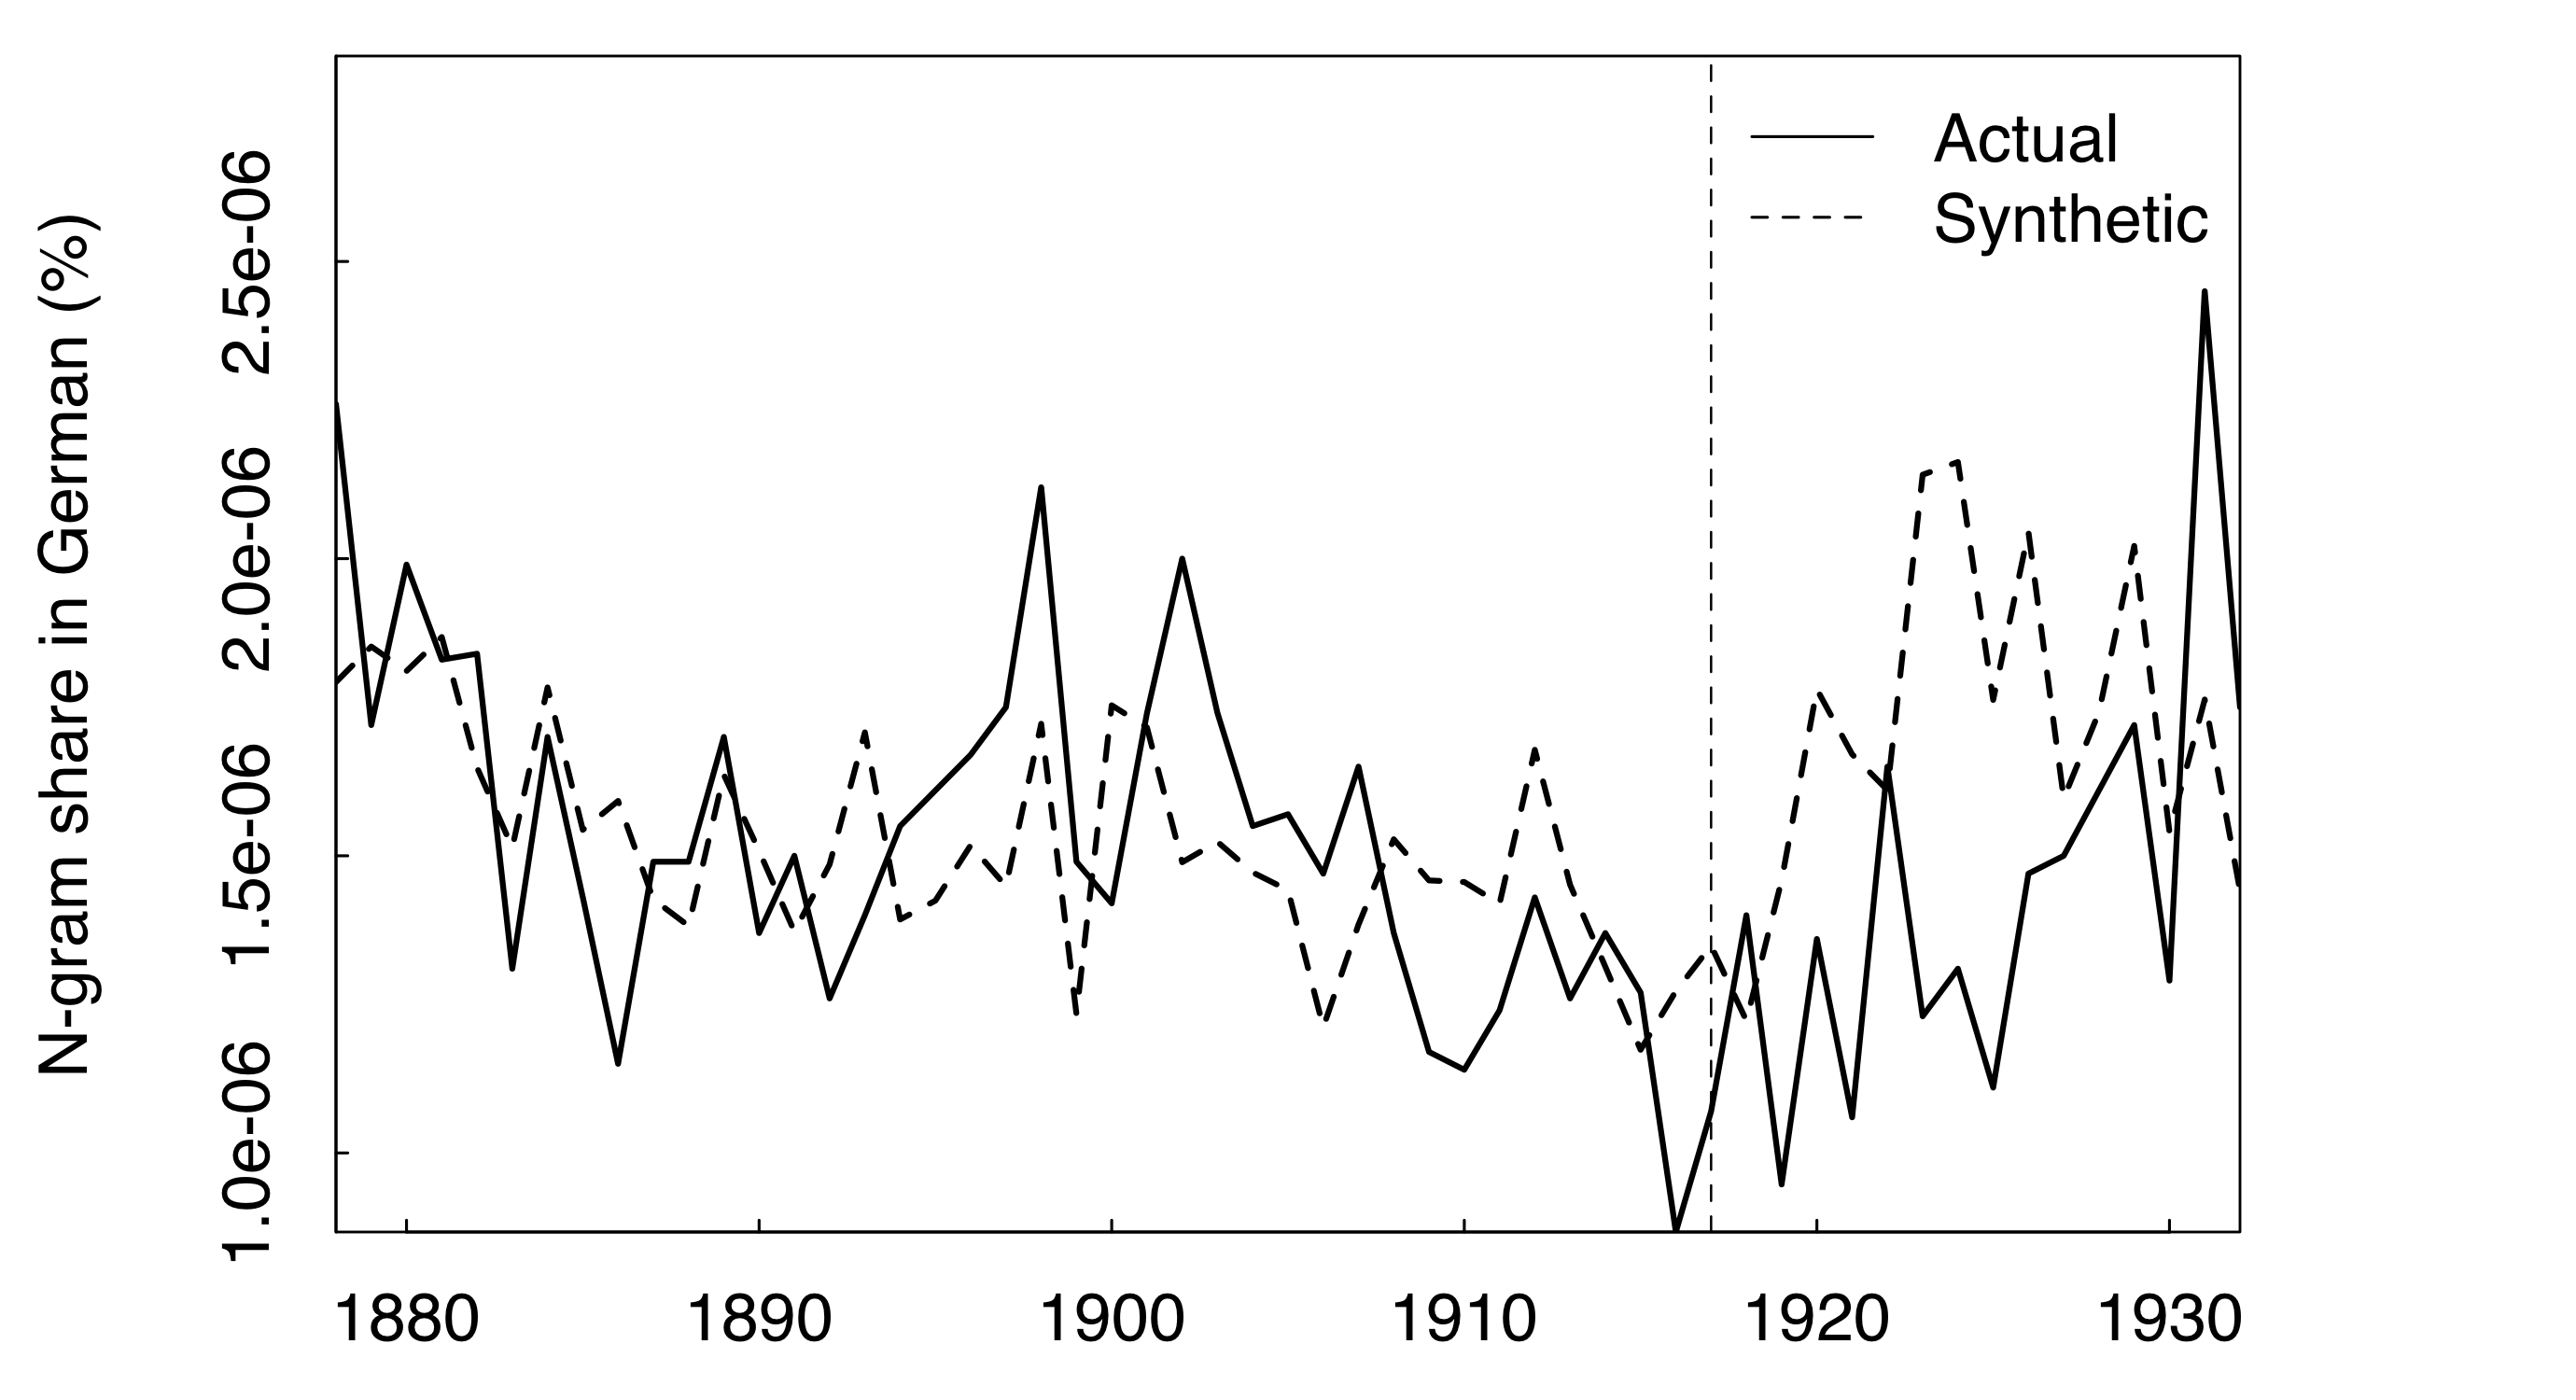 N-gram share in German (%)
2.5e-06
2.0e-06
1.5e-06
1.0e-06
Actual
Synthetic
1880 1890 1900 1910 1920 1930